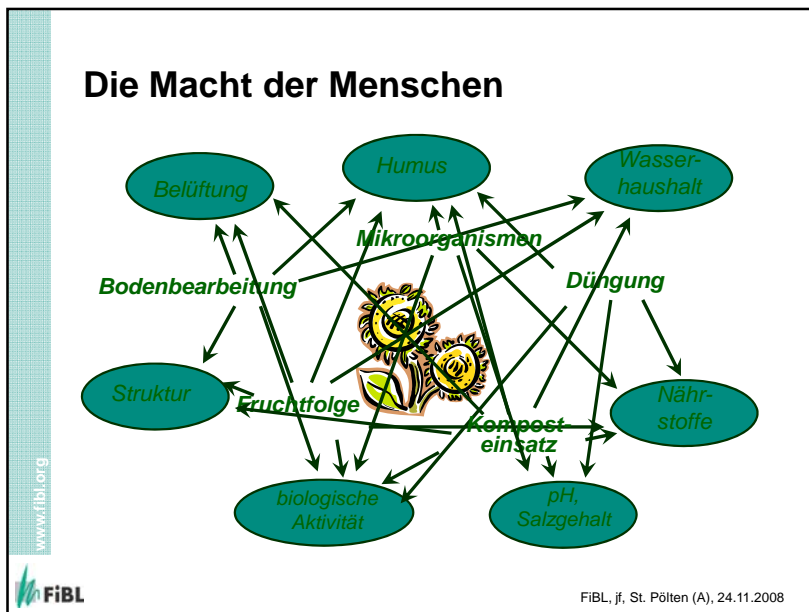 Die Macht der Menschen
Belüftung
Humus
Wasser-
haushalt
Mikroorganismen
Bodenbearbeitung
Düngung
Struktur
Fruchtfolge
Kompost-
einsatz
Nähr-
stoffe
biologische
Aktivität
pH,
Salzgehalt
www.fibl.org
FiBL
FiBL, jf, St. Pölten (A), 24.11.2008